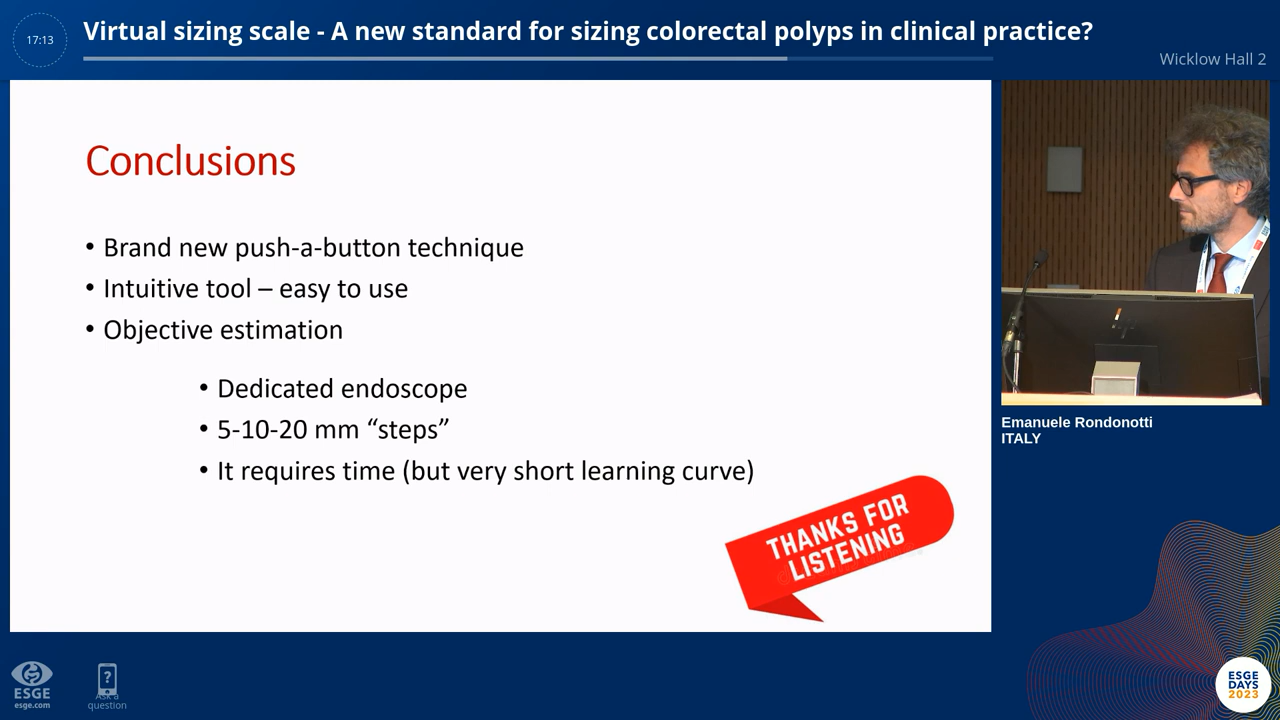 17:13
Virtual sizing scale - A new standard for sizing colorectal polyps in clinical practice?
Wicklow Hall 2
Conclusions
• Brand new push-a-button technique
• Intuitive tool – easy to use
• Objective estimation
• Dedicated endoscope
• 5-10-20 mm “steps”
• It requires time (but very short learning curve)
THANKS FOR
LISTENING
ESGE
Emanuele Rondonotti
ITALY
ESGE
esge.com
?
Ask a
question
ESGE
DAYS
2023